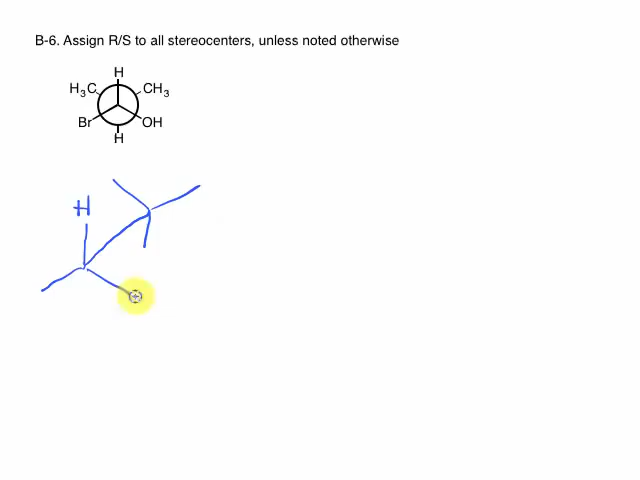 B-6. Assign R/S to all stereocenters, unless noted otherwise
H
H3C CH3
Br OH
H
H